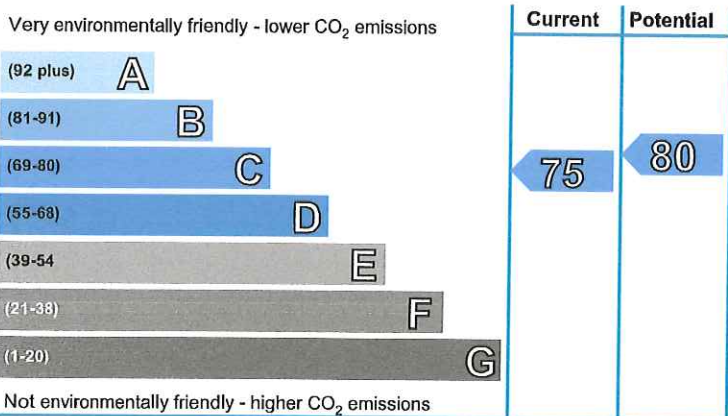 Very environmentally friendly - lower CO₂ emissions
Current
Potential
(92 plus) A
(81-91) B
(69-80) C
75
80
(55-68) D
(39-54 E
(21-38) F
(1-20) G
Not environmentally friendly - higher CO₂ emissions